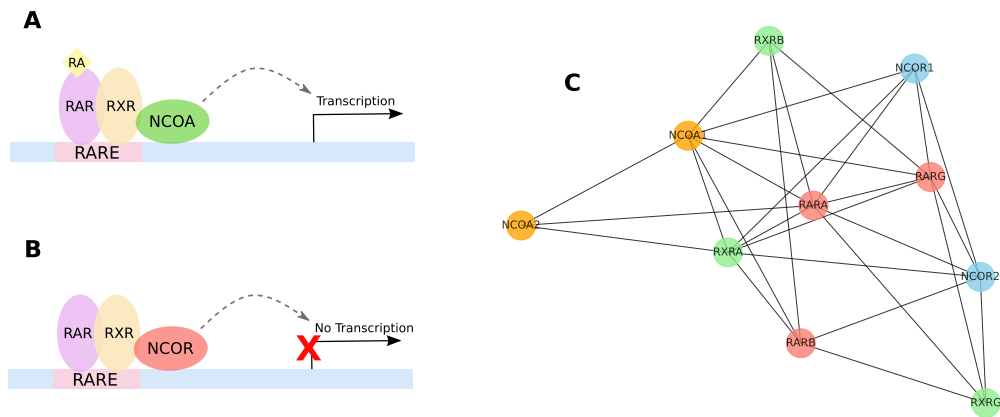 A
RA
RAR
RXR
NCOA
Transcription
RARE
B
RAR
RXR
NCOR
No Transcription
X
RARE
C
RXRB
NCOR1
NCOA1
RARG
RARA
NCOA2
RXRA
NCOR2
RARB
RXRG